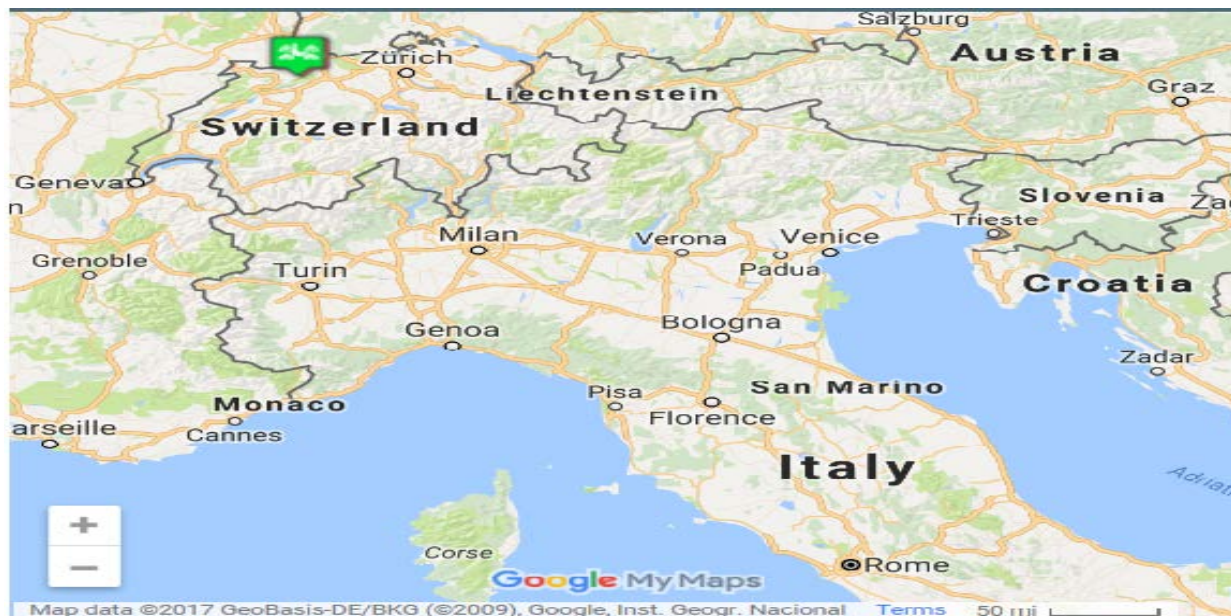 Salzburg
Austria
Zürich
Liechtenstein
Graz
Switzerland
Geneva
n
Slovenia
Za
Trieste
Milan
Verona
Venice
Grenoble
Turin
Padua
Croatia
Genoa
Bologna
Zadar
Pisa
San Marino
Monaco
Florence
arseille
Cannes
Italy
Adriat
+
Corse
−
Rome
Google My Maps
Map data ©2017 GeoBasis-DE/BKG (©2009), Google, Inst. Geogr. Nacional Terms 50 mi